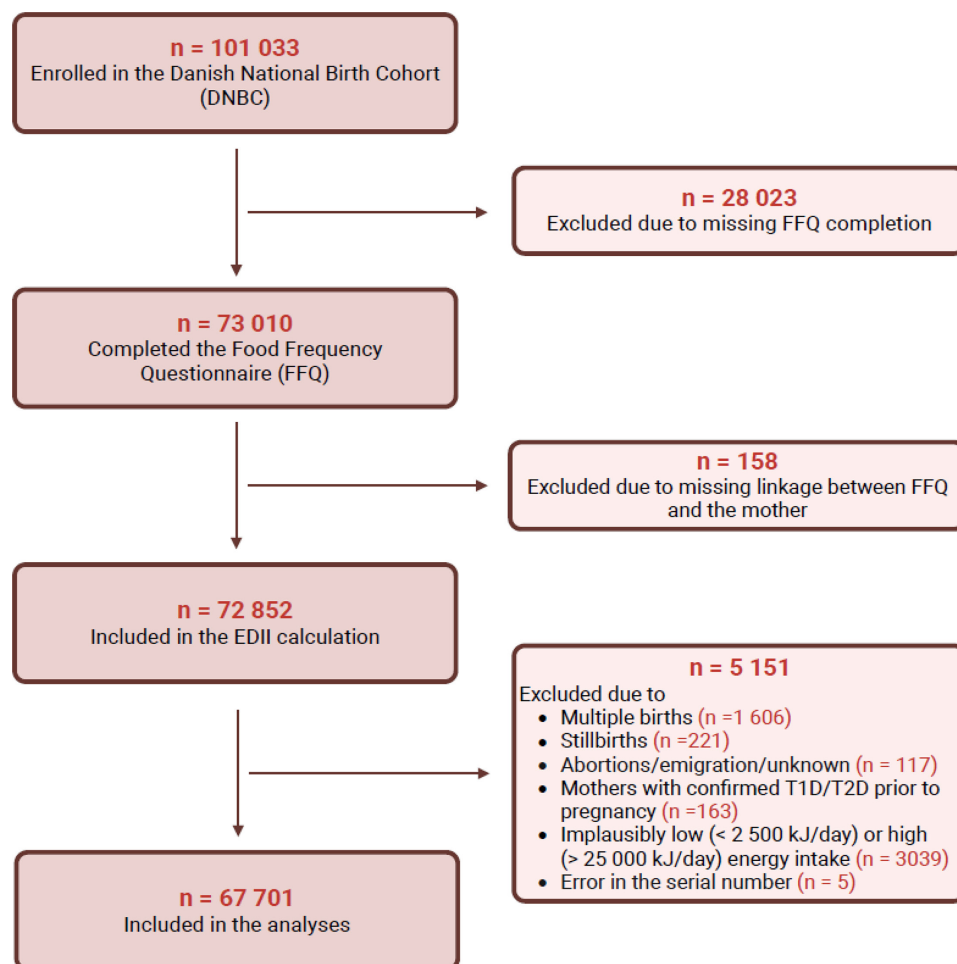 n = 101 033
Enrolled in the Danish National Birth Cohort
(DNBC)
n = 28 023
Excluded due to missing FFQ completion
n = 73 010
Completed the Food Frequency
Questionnaire (FFQ)
n = 158
Excluded due to missing linkage between FFQ
and the mother
n = 72 852
Included in the EDII calculation
n = 5 151
Excluded due to
• Multiple births (n =1 606)
• Stillbirths (n =221)
• Abortions/emigration/unknown (n = 117)
• Mothers with confirmed T1D/T2D prior to
pregnancy (n =163)
• Implausibly low (< 2 500 kJ/day) or high
(> 25 000 kJ/day) energy intake (n = 3039)
• Error in the serial number (n = 5)
n = 67 701
Included in the analyses